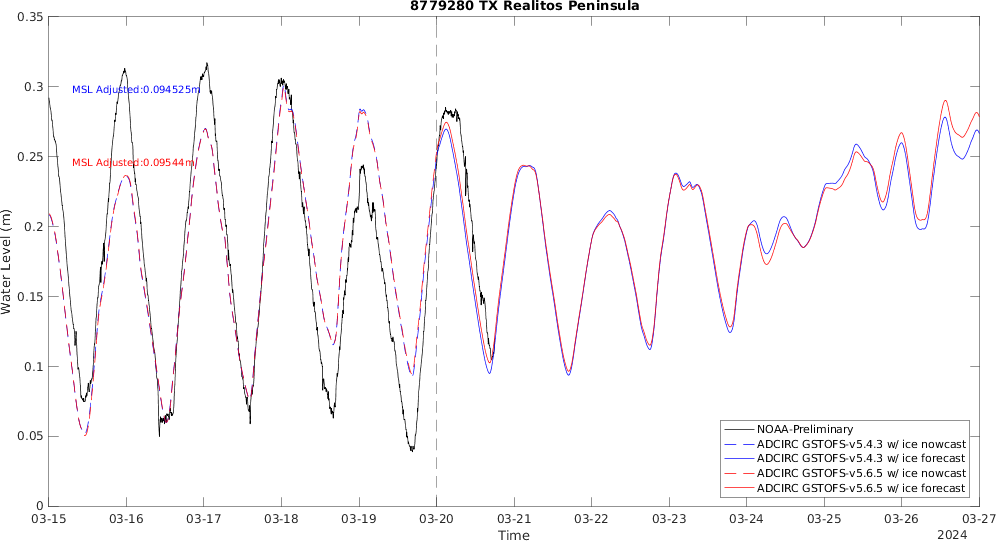 8779280 TX Realitos Peninsula
0.35
0.3
0.25
0.2
0.15
0.1
0.05
0
Water Level (m)
MSL Adjusted:0.094525m
MSL Adjusted:0.09544m
NOAA-Preliminary
ADCIRC GSTOFS-v5.4.3 w/ ice nowcast
ADCIRC GSTOFS-v5.4.3 w/ ice forecast
ADCIRC GSTOFS-v5.6.5 w/ ice nowcast
ADCIRC GSTOFS-v5.6.5 w/ ice forecast
03-15 03-16 03-17 03-18 03-19 03-20 03-21 03-22 03-23 03-24 03-25 03-26 03-27
Time
2024